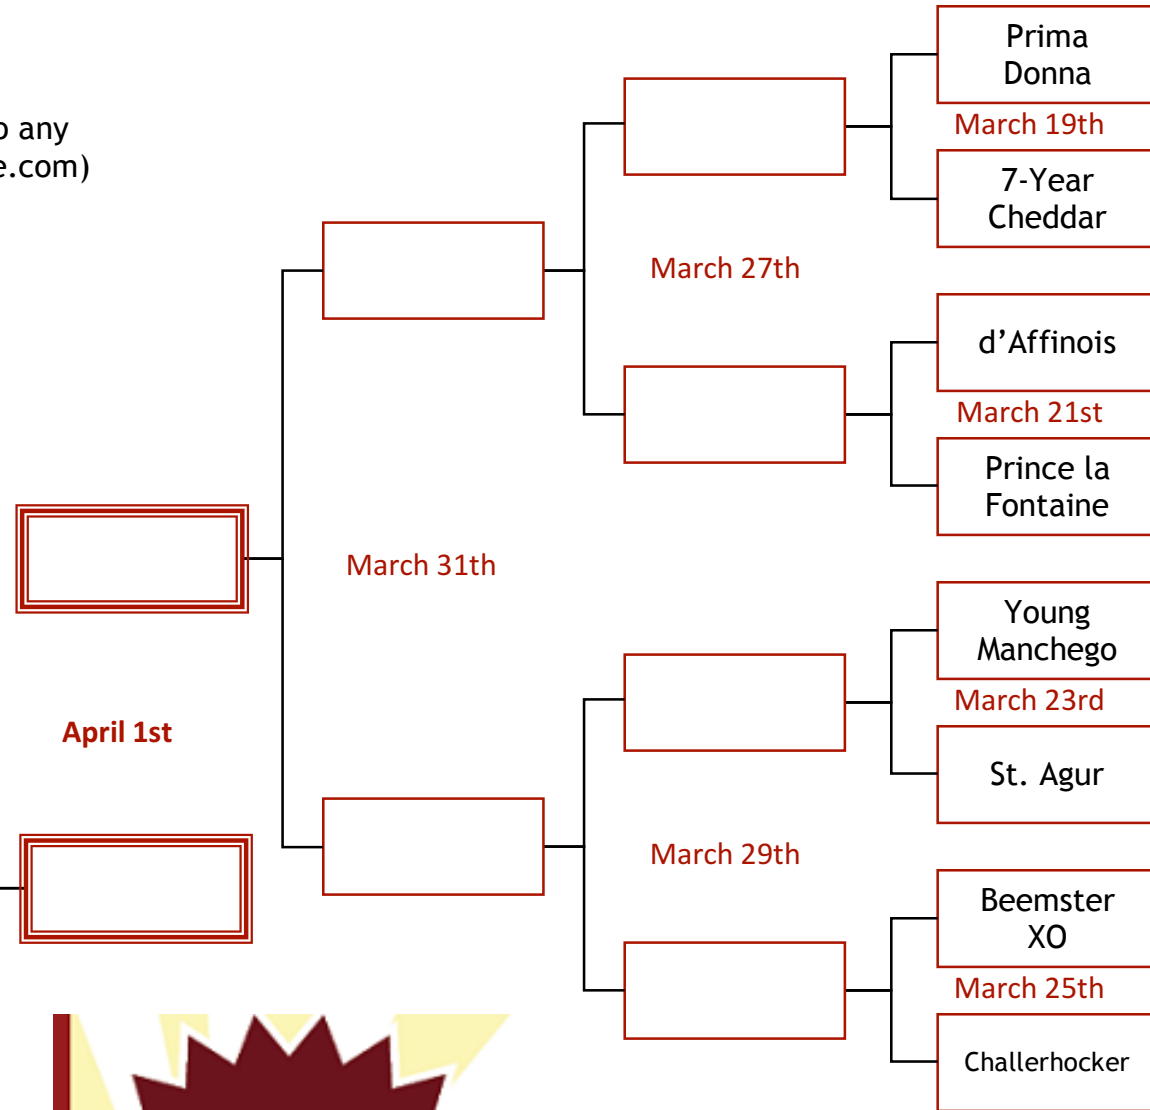 any
e.com)
Prima
Donna
March 19th
7-Year
Cheddar
March 27th
d’Affinois
March 21st
Prince la
Fontaine
March 31th
Young
Manchego
March 23rd
St. Agur
April 1st
March 29th
Beemster
XO
March 25th
Challerhocker